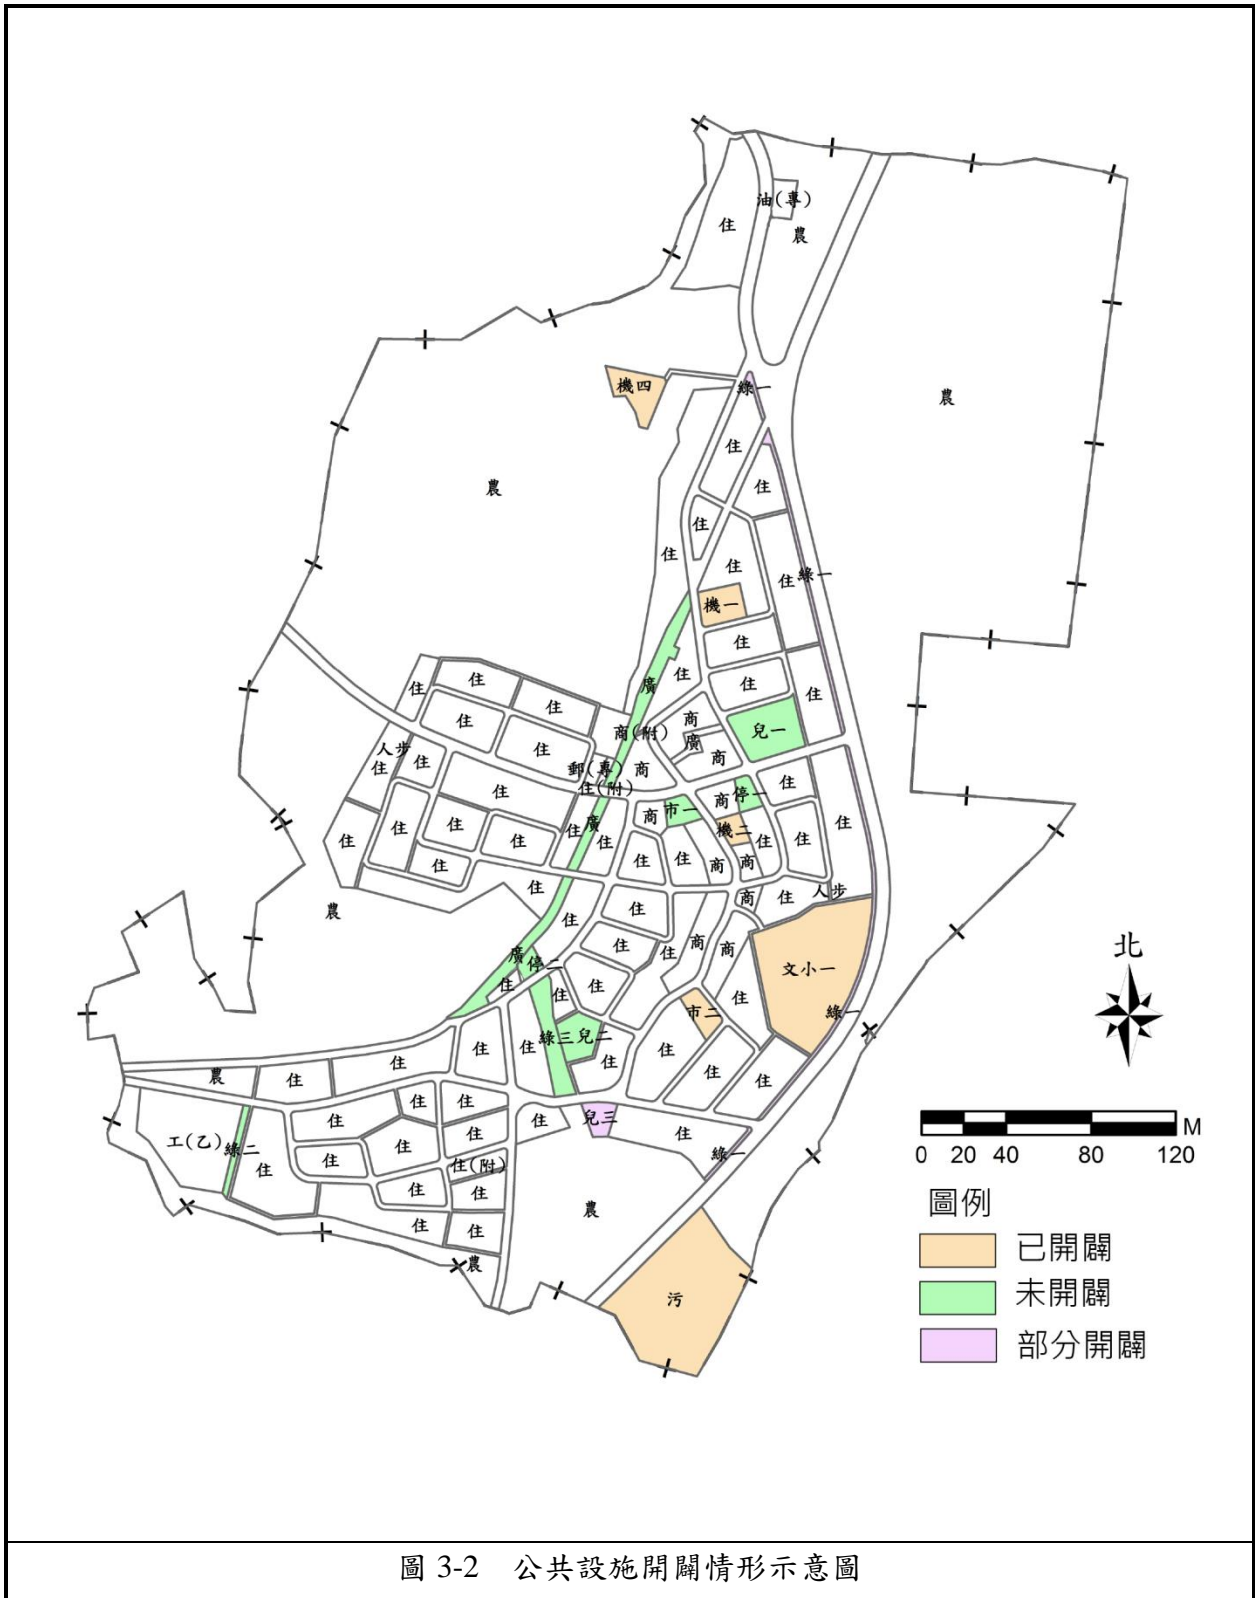 油(專)
住
農
機四
綠一
農
住
農
住
住
住
住
綠一
住
機一
住
住
住
廣
住
住
住
住
商
兒一
住
商(附)
廣
人步
住
住
商
住
住
郵(專)
商
住
住
住(附)
商
停一
市一
商
住
廣
機二
住
住
住
住
住
住
住
住
住
住
商
商
住
住
人步
商
農
住
住
住
住
商
商
廣
停二
住
文小一
住
住
住
住
市二
綠一
北
綠三
兒二
住
住
住
住
住
農
住
住
住
住
住
住
兒三
住
住
住
工(乙)
綠二
住
住
住
住(附)
綠一
住
住
農
住
住
農
污
M
0 20 40 80 120
圖例
已開闢
未開闢
部分開闢
圖 3-2 公共設施開闢情形示意圖